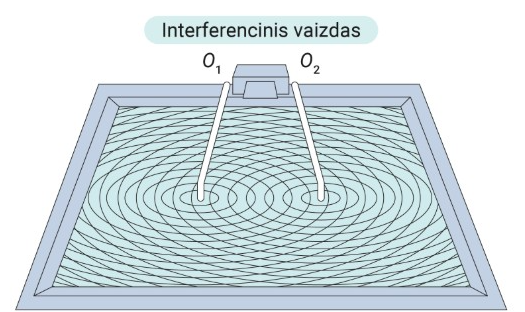 Interferencinis vaizdas
O₁ O₂